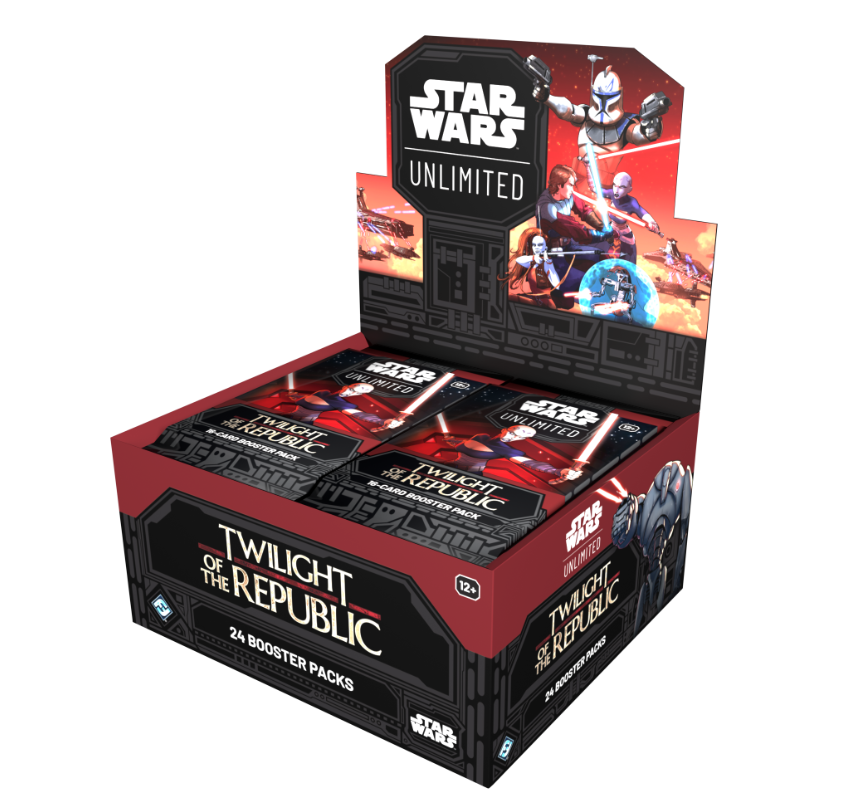 STAR
WARS
UNLIMITED
STAR
WARS
UNLIMITED
12+
TWILIGHT
OF THE REPUBLIC
16-CARD BOOSTER PACK
STAR
WARS
UNLIMITED
12+
TWILIGHT
OF THE REPUBLIC
16-CARD BOOSTER PACK
TWILIGHT
OF THE REPUBLIC
24 BOOSTER PACKS
12+
STAR
WARS
STAR
WARS
UNLIMITED
TWILIGHT
OF THE REPUBLIC
24 BOOSTER PACKS